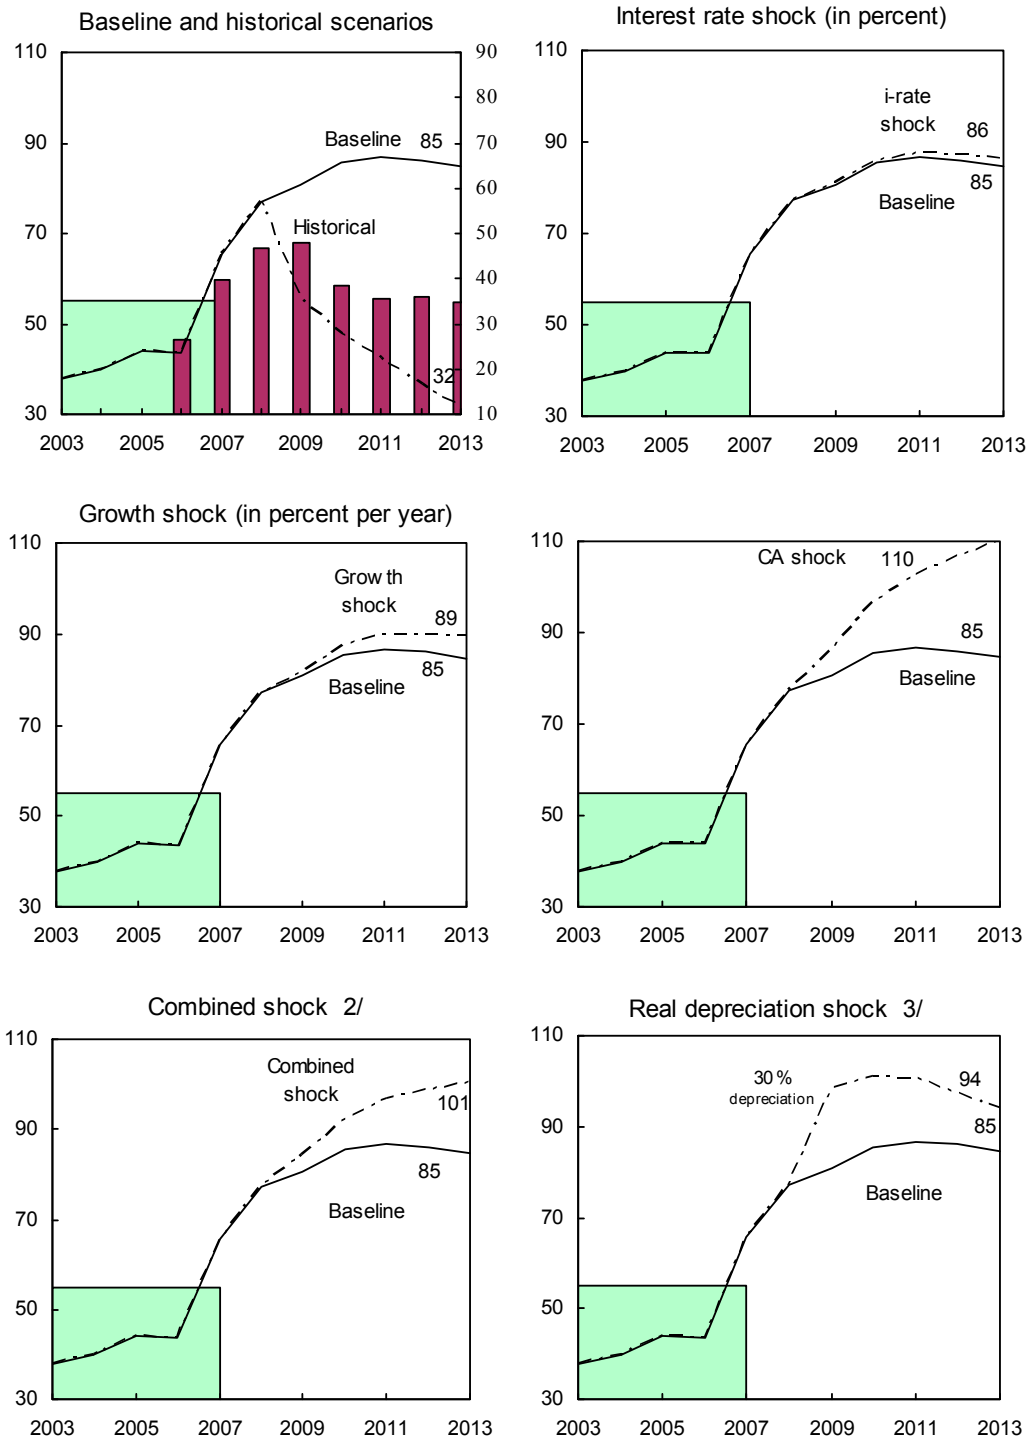 Baseline and historical scenarios
110
90
70
50
30
90
80
70
60
50
40
30
20
10
Baseline
85
Historical
32
2003 2005 2007 2009 2011 2013
Interest rate shock (in percent)
110
90
70
50
30
i-rate
shock
86
85
Baseline
2003 2005 2007 2009 2011 2013
Growth shock (in percent per year)
110
90
70
50
30
Growth
shock
89
85
Baseline
2003 2005 2007 2009 2011 2013
110
90
70
50
30
CA shock
110
85
Baseline
2003 2005 2007 2009 2011 2013
Combined shock 2/
110
90
70
50
30
Combined
shock
101
85
Baseline
2003 2005 2007 2009 2011 2013
Real depreciation shock 3/
110
90
70
50
30
30%
depreciation
94
85
Baseline
2003 2005 2007 2009 2011 2013